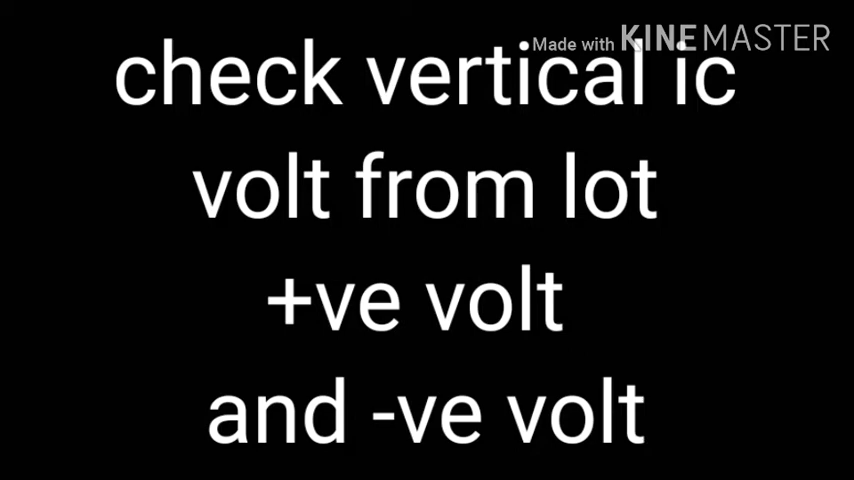 Made with KINEMASTER
check vertical ic
volt from lot
+ve volt
and -ve volt